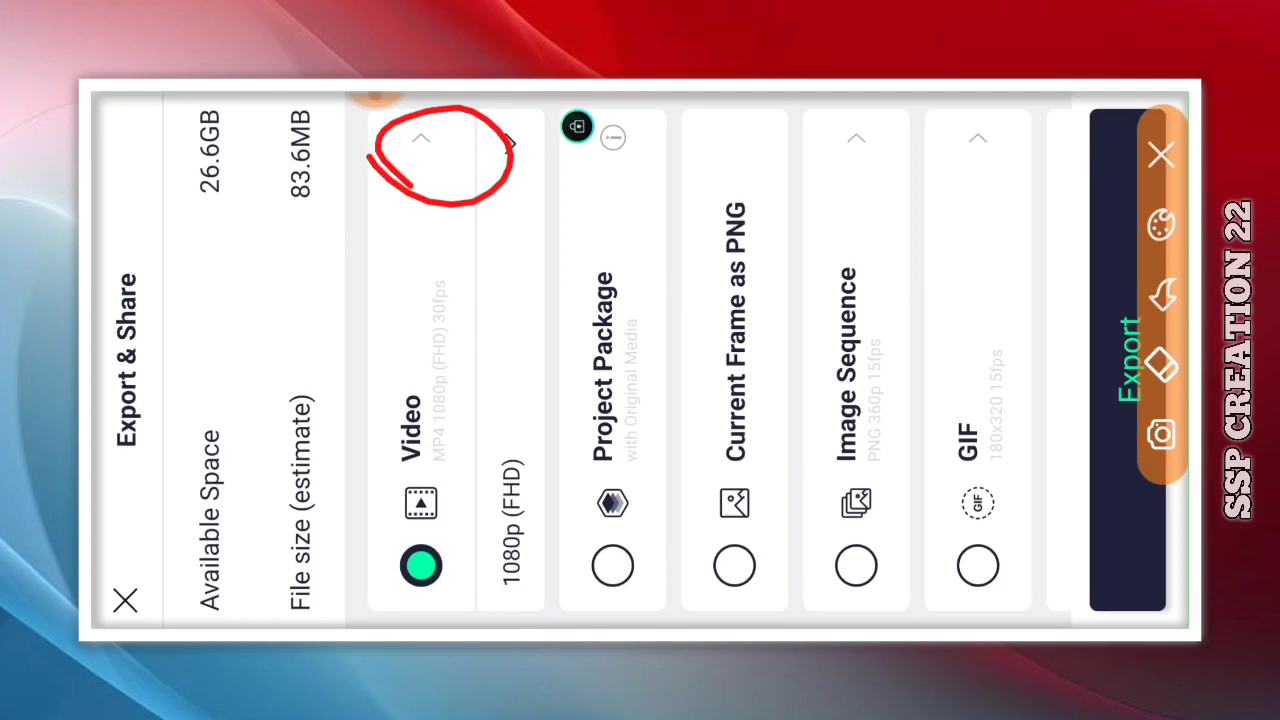 Export & Share
Available Space 26.6GB
File size (estimate) 83.6MB
Video
MP4 1080p (FHD) 30fps
1080p (FHD)
Project Package
with Original Media
Current Frame as PNG
Image Sequence
PNG 360p 15fps
GIF
GIF
180x320 15fps
Export
SSP CREATION 22